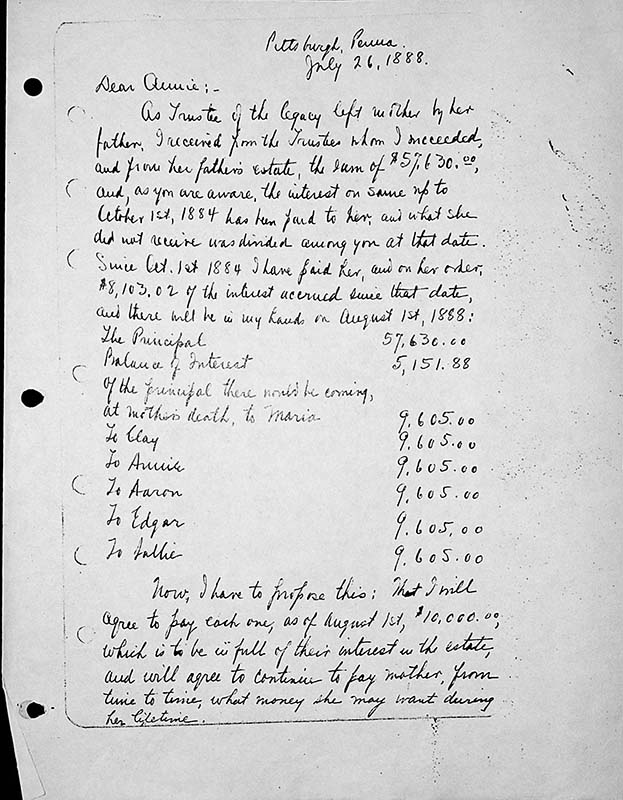 Pittsburgh, Penna.
July 26, 1888.
Dear Annie:-
As Trustee of the legacy left mother by her
father, I received from the Trustees whom I succeeded,
and from her father's estate, the sum of $57,630.00,
and, as you are aware, the interest on same up to
October 1st, 1884 has been paid to her, and what she
did not receive was divided among you at that date.
Since Oct. 1st 1884 I have paid her, and on her order,
$8,103.02 of the interest accrued since that date,
and there will be in my hands on August 1st, 1888:
The Principal 57,630.00
Balance of Interest 5,151.88
Of the principal there would be coming,
at mother's death, to Maria 9,605.00
To Clay 9,605.00
To Annie 9,605.00
To Aaron 9,605.00
To Edgar 9,605.00
To Sallie 9,605.00
Now, I have to propose this: That I will
agree to pay each one, as of August 1st, $10,000.00,
which is to be in full of their interest in the estate,
and will agree to continue to pay mother, from
time to time, what money she may want during
her lifetime.